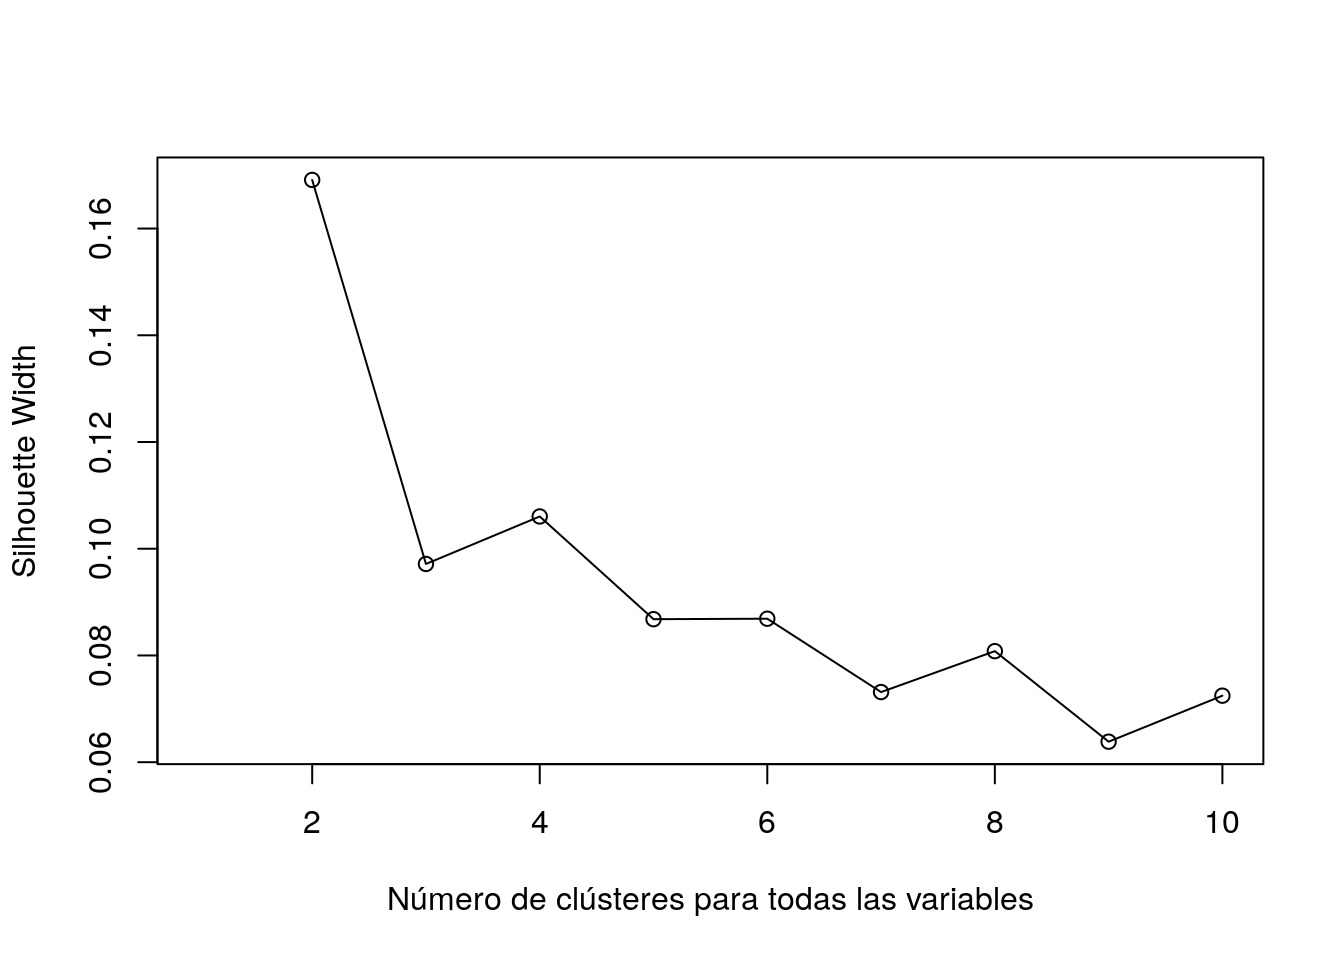 0.16
0.14
0.12
0.10
0.08
0.06
Silhouette Width
2 4 6 8 10
Número de clústeres para todas las variables